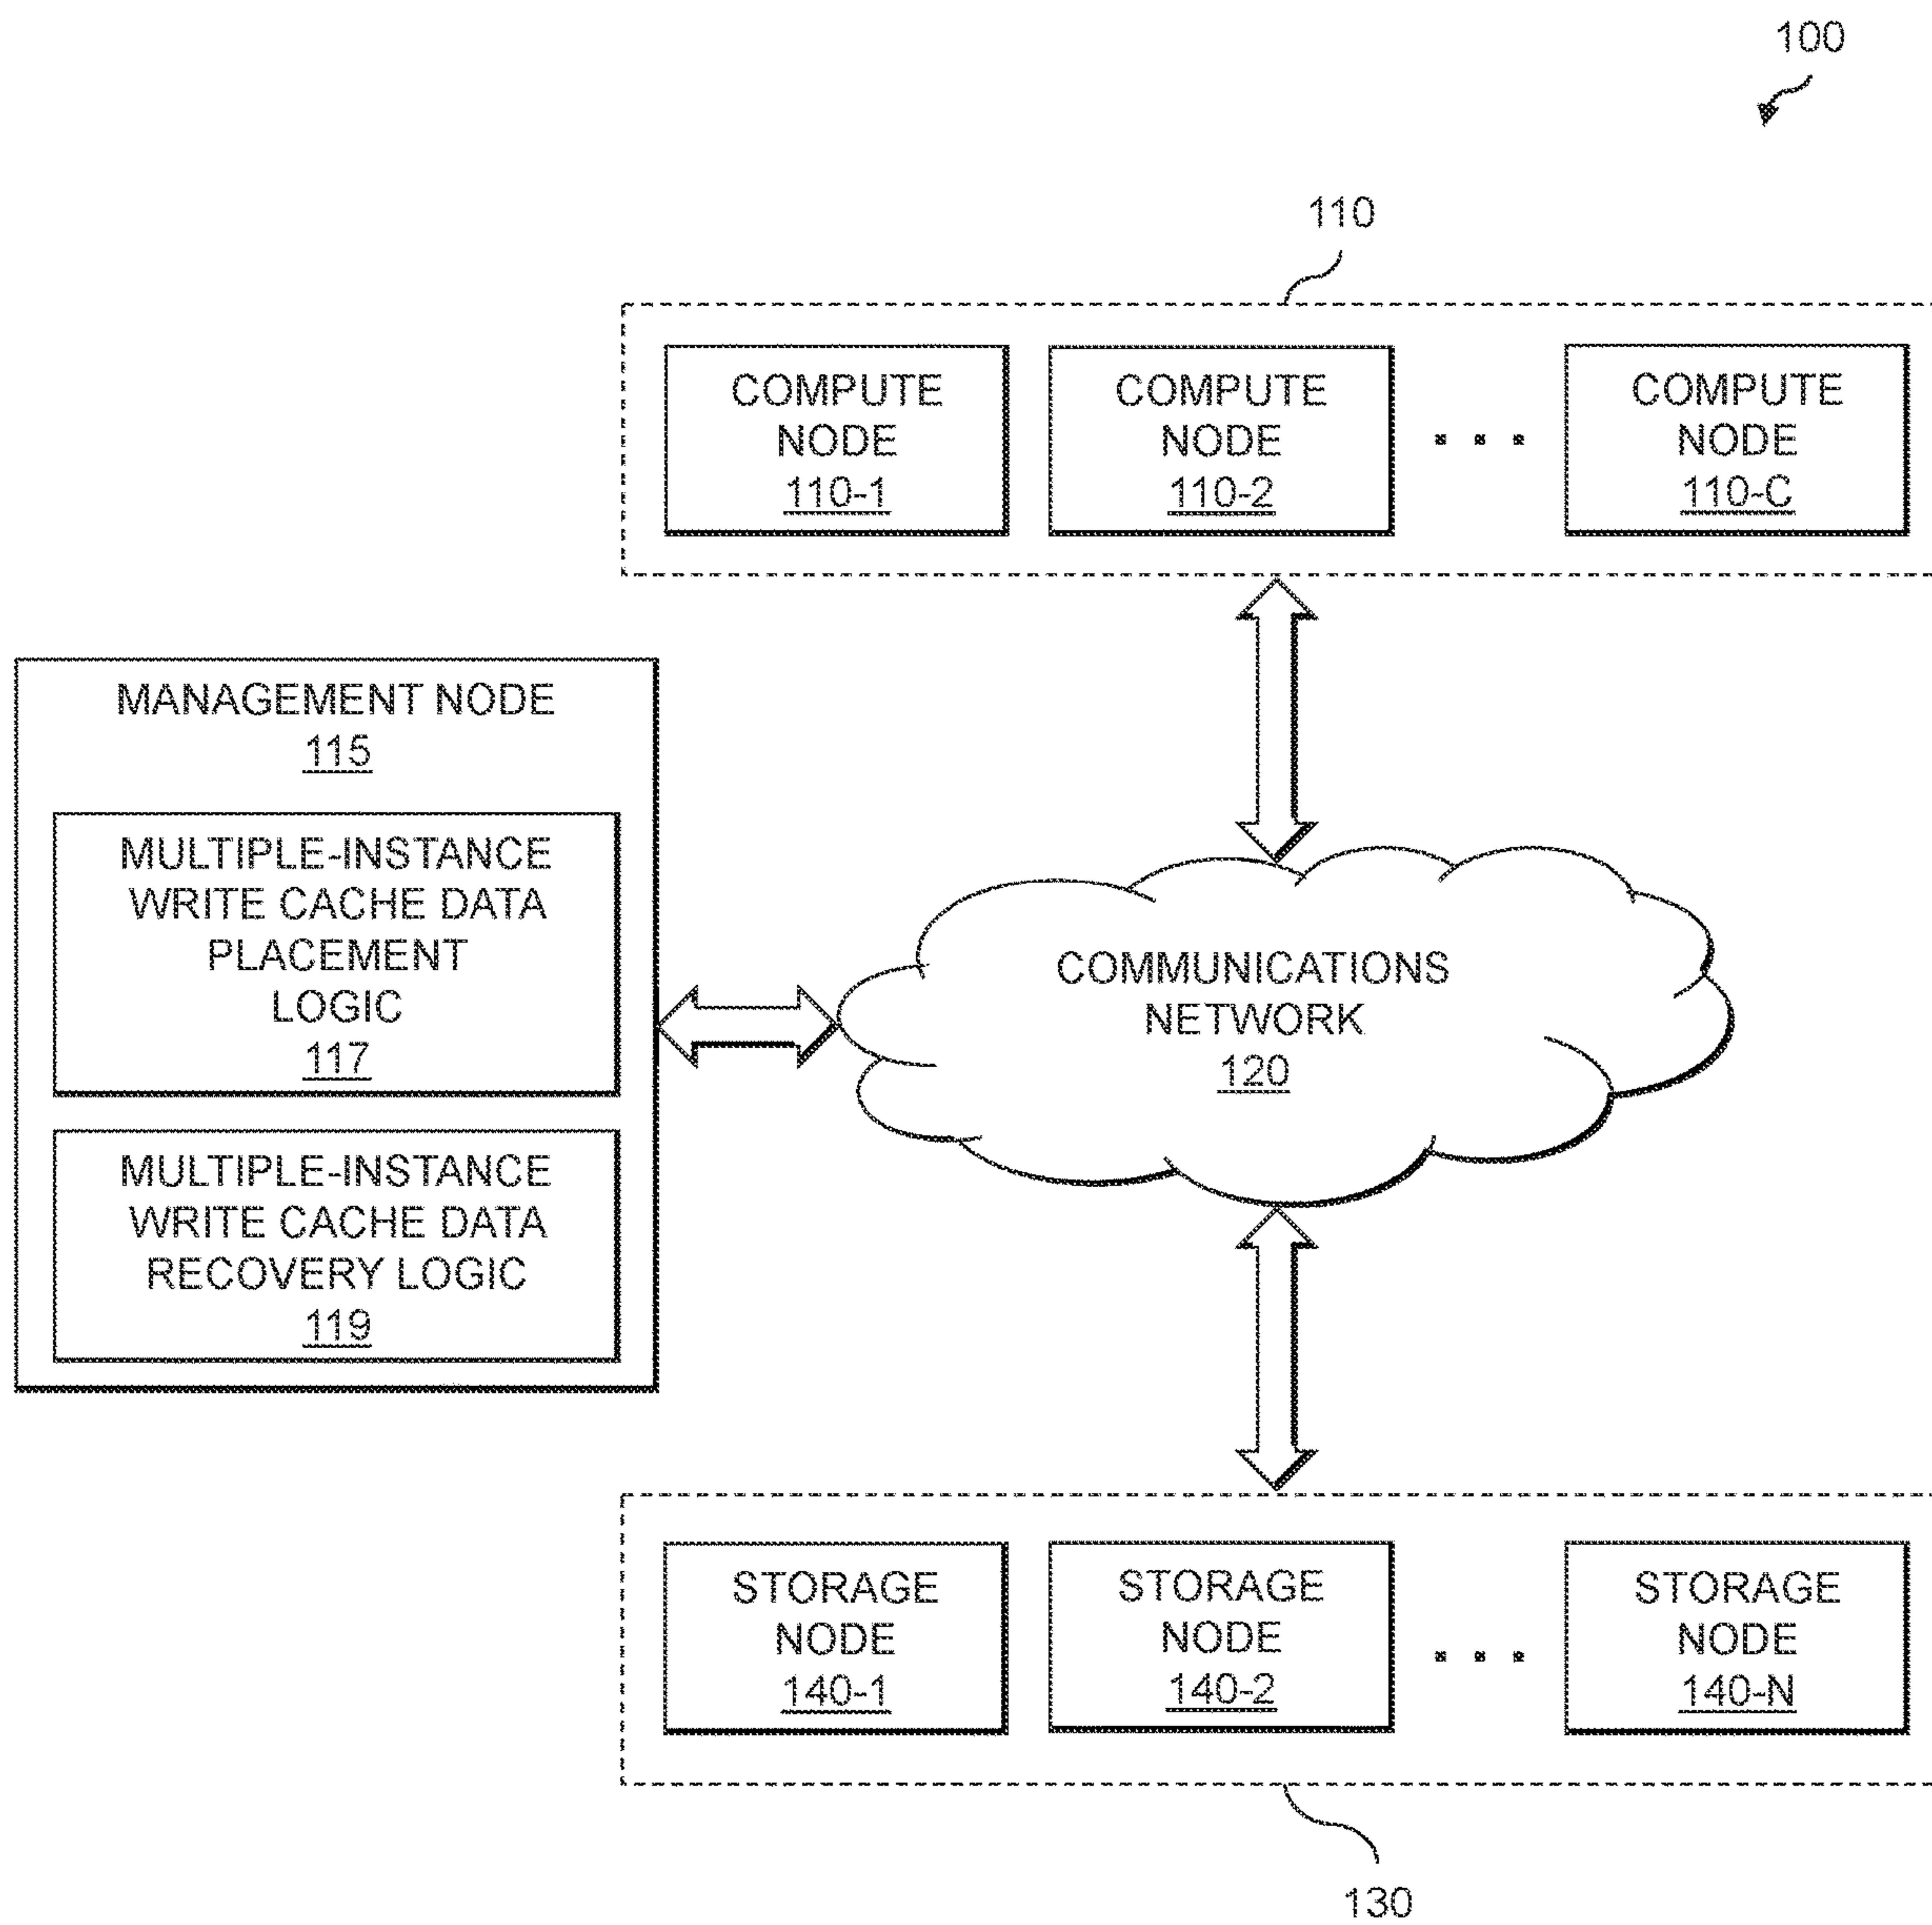 100
110
COMPUTE
NODE
110-1
COMPUTE
NODE
110-2
. . .
COMPUTE
NODE
110-C
MANAGEMENT NODE
115
MULTIPLE-INSTANCE
WRITE CACHE DATA
PLACEMENT
LOGIC
117
MULTIPLE-INSTANCE
WRITE CACHE DATA
RECOVERY LOGIC
119
COMMUNICATIONS
NETWORK
120
STORAGE
NODE
140-1
STORAGE
NODE
140-2
. . .
STORAGE
NODE
140-N
130